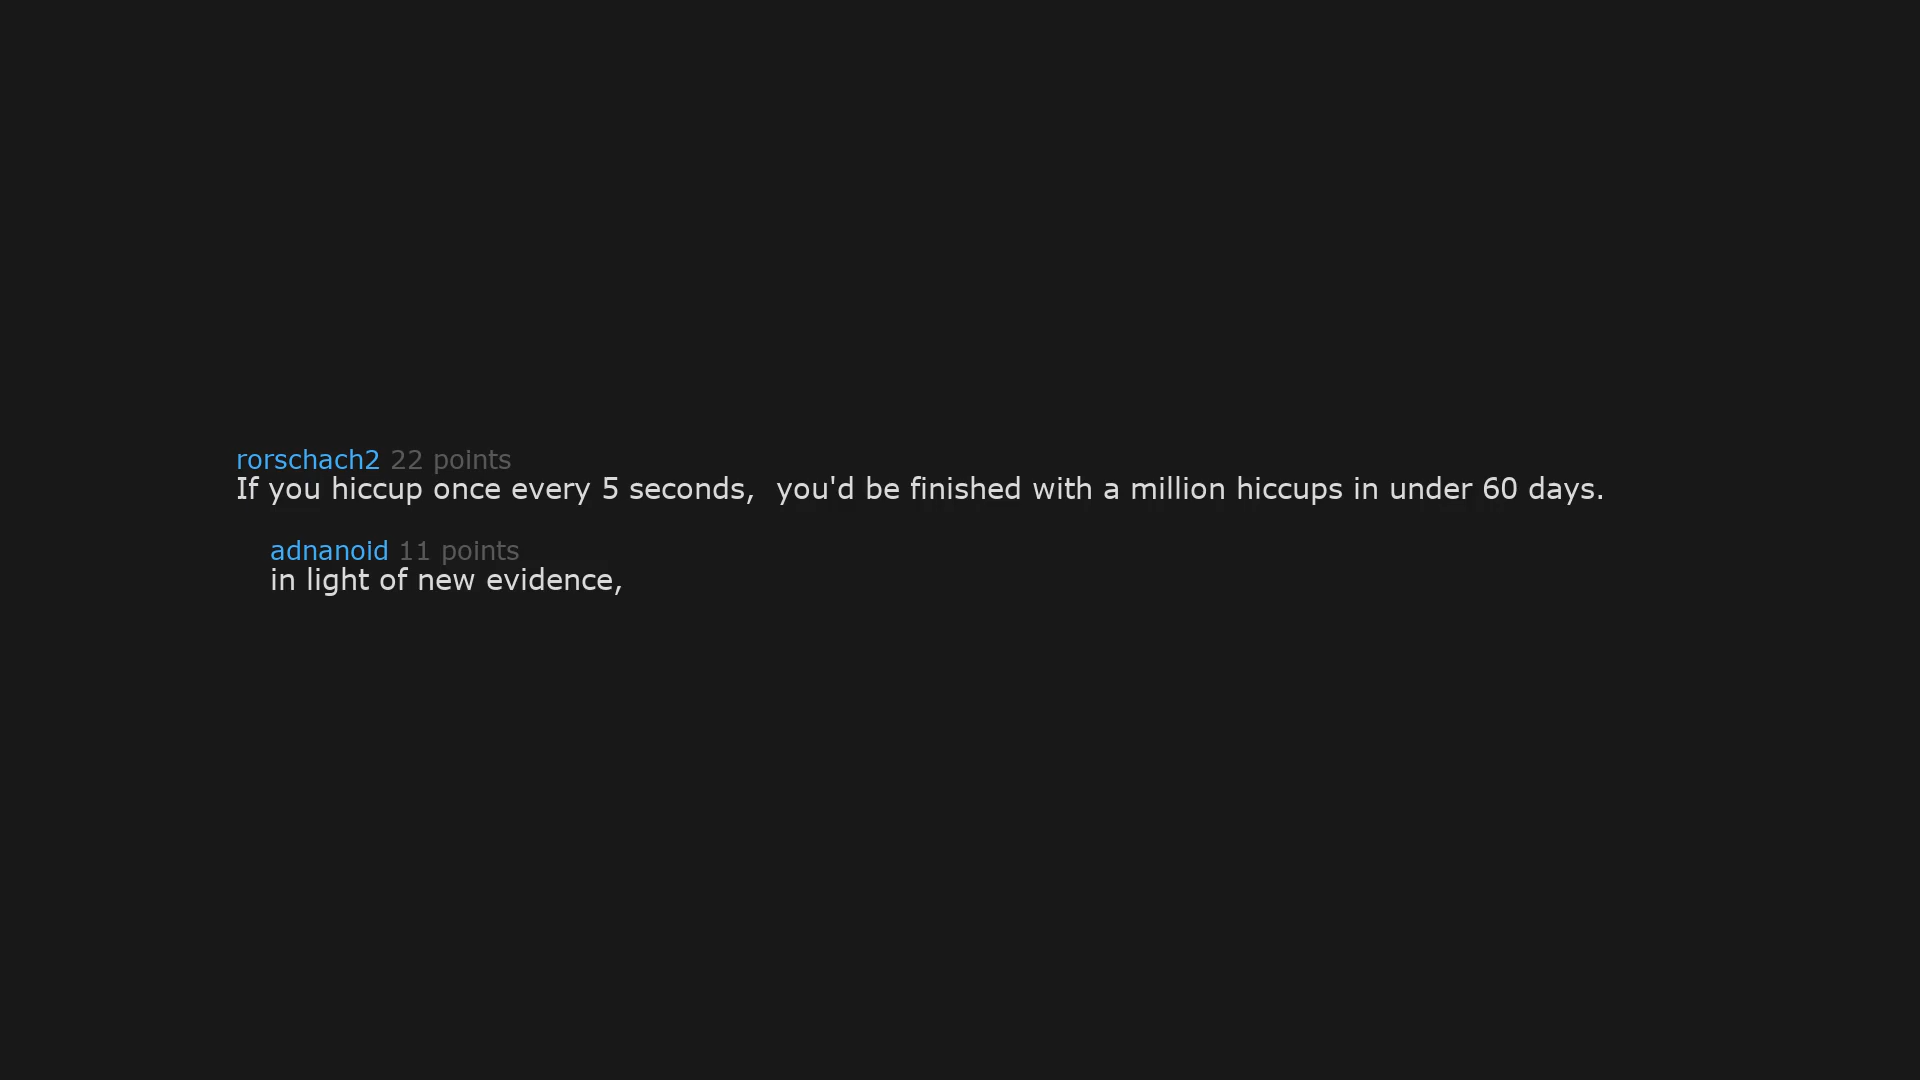 rorschach2 22 points
If you hiccup once every 5 seconds,  you'd be finished with a million hiccups in under 60 days.
adnanoid 11 points
in light of new evidence,